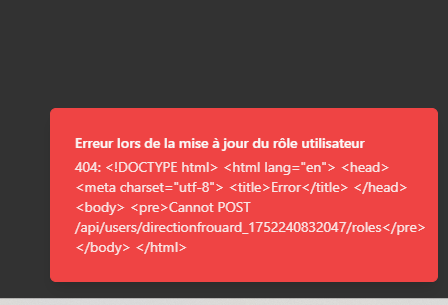 Erreur lors de la mise à jour du rôle utilisateur
404: <!DOCTYPE html> <html lang="en"> <head>
<meta charset="utf-8"> <title>Error</title> </head>
<body> <pre>Cannot POST
/api/users/directionfrouard_1752240832047/roles</pre>
</body> </html>